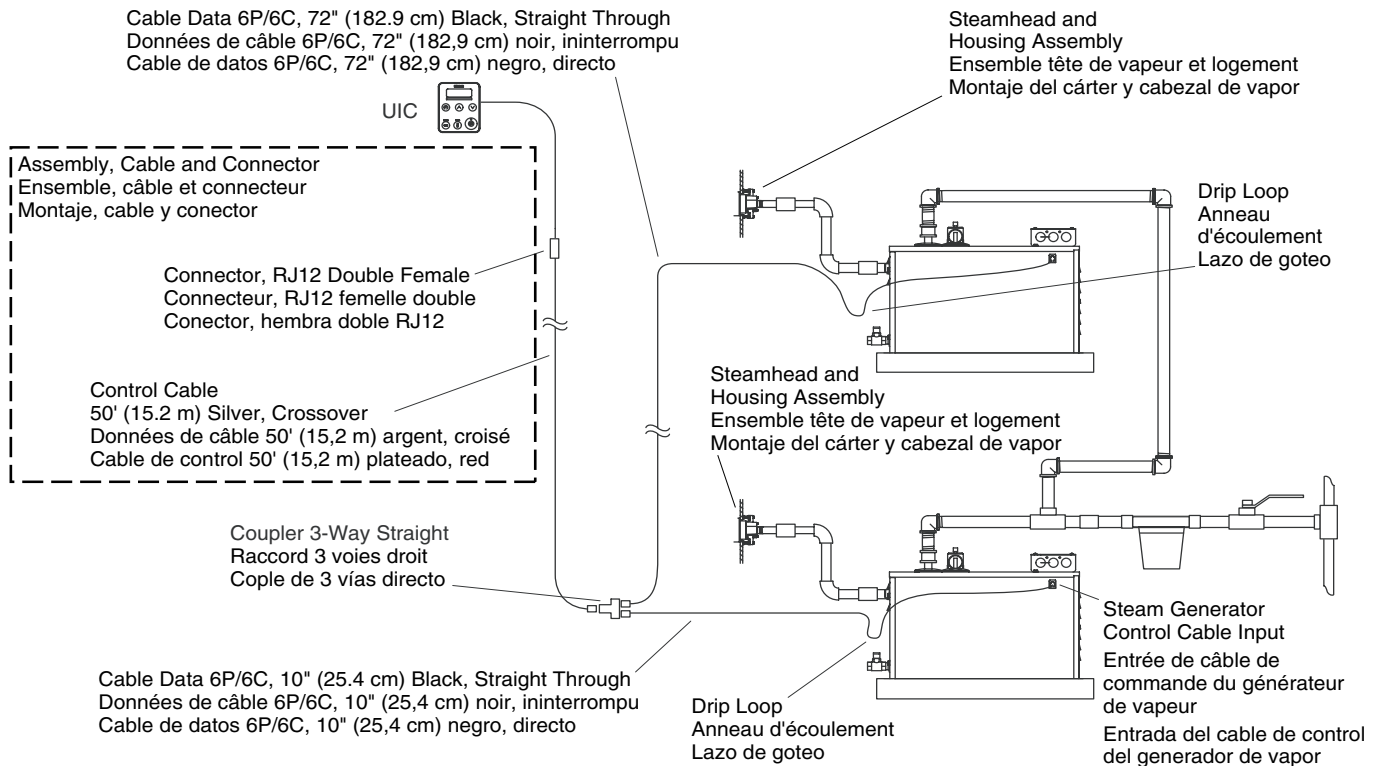 Cable Data 6P/6C, 72" (182.9 cm) Black, Straight Through
Données de câble 6P/6C, 72" (182,9 cm) noir, ininterrompu
Cable de datos 6P/6C, 72" (182,9 cm) negro, directo
Steamhead and
Housing Assembly
Ensemble tête de vapeur et logement
Montaje del cárter y cabezal de vapor
UIC
Assembly, Cable and Connector
Ensemble, câble et connecteur
Montaje, cable y conector
Drip Loop
Anneau
d'écoulement
Lazo de goteo
Connector, RJ12 Double Female
Connecteur, RJ12 femelle double
Conector, hembra doble RJ12
Control Cable
50' (15.2 m) Silver, Crossover
Données de câble 50' (15,2 m) argent, croisé
Cable de control 50' (15,2 m) plateado, red
Steamhead and
Housing Assembly
Ensemble tête de vapeur et logement
Montaje del cárter y cabezal de vapor
Coupler 3-Way Straight
Raccord 3 voies droit
Cople de 3 vías directo
Steam Generator
Control Cable Input
Entrée de câble de
commande du générateur
de vapeur
Entrada del cable de control
del generador de vapor
Cable Data 6P/6C, 10" (25.4 cm) Black, Straight Through
Données de câble 6P/6C, 10" (25,4 cm) noir, ininterrompu
Cable de datos 6P/6C, 10" (25,4 cm) negro, directo
Drip Loop
Anneau d'écoulement
Lazo de goteo